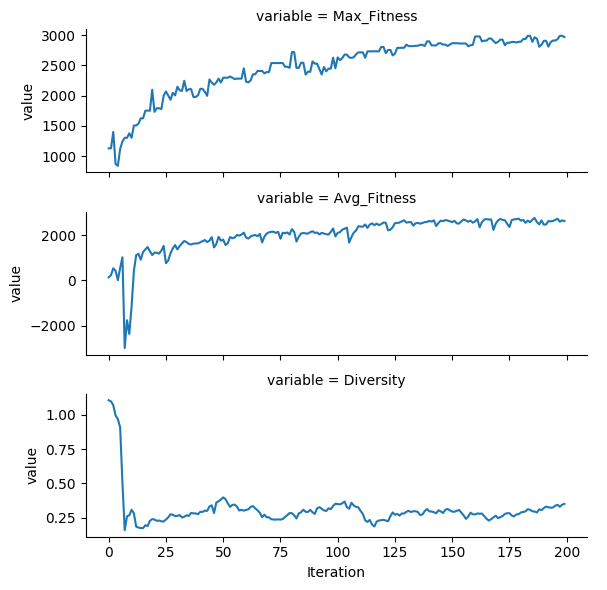 variable = Max_Fitness
3000
2500
2000
1500
1000
value
variable = Avg_Fitness
2000
0
−2000
value
variable = Diversity
1.00
0.75
0.50
0.25
value
0 25 50 75 100 125 150 175 200
Iteration